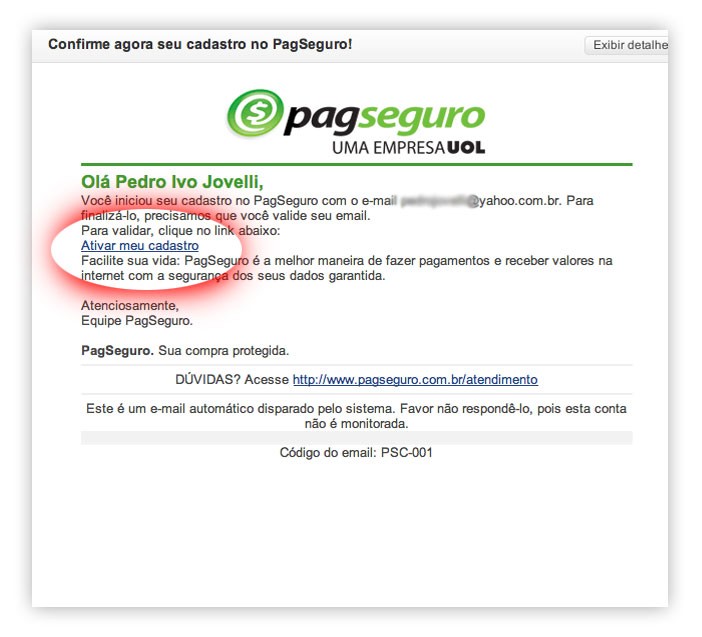 Confirme agora seu cadastro no PagSeguro!
Exibir detalhe
pagseguro
UMA EMPRESA UOL
Olá Pedro Ivo Jovelli,
Você iniciou seu cadastro no PagSeguro com o e-mail @yahoo.com.br. Para
finalizá-lo, precisamos que você valide seu email.
Para validar, clique no link abaixo:
Ativar meu cadastro
Facilite sua vida: PagSeguro é a melhor maneira de fazer pagamentos e receber valores na
internet com a segurança dos seus dados garantida.
Atenciosamente,
Equipe PagSeguro.
PagSeguro. Sua compra protegida.
DÚVIDAS? Acesse http://www.pagseguro.com.br/atendimento
Este é um e-mail automático disparado pelo sistema. Favor não respondê-lo, pois esta conta
não é monitorada.
Código do email: PSC-001